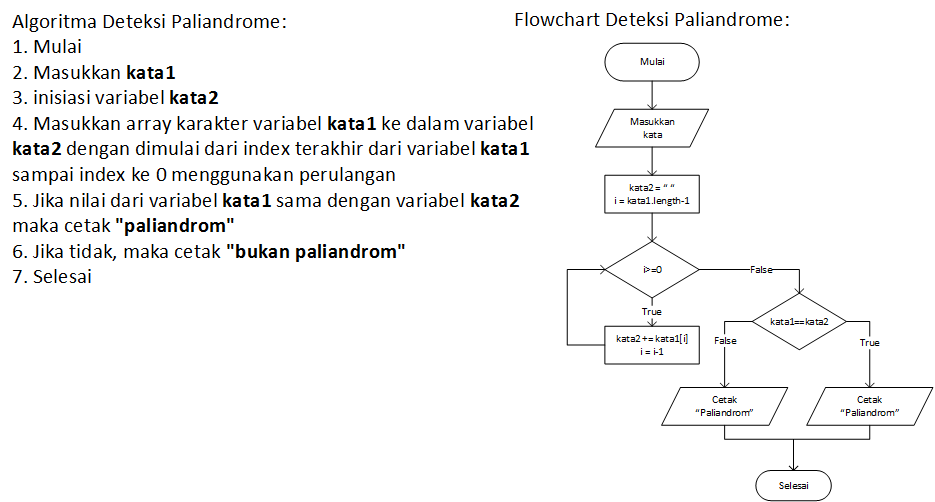 Algoritma Deteksi Paliandrome:
1. Mulai
2. Masukkan kata1
3. inisiasi variabel kata2
4. Masukkan array karakter variabel kata1 ke dalam variabel
kata2 dengan dimulai dari index terakhir dari variabel kata1
sampai index ke 0 menggunakan perulangan
5. Jika nilai dari variabel kata1 sama dengan variabel kata2
maka cetak "paliandrom"
6. Jika tidak, maka cetak "bukan paliandrom"
7. Selesai
Flowchart Deteksi Paliandrome:
Mulai
Masukkan
kata
kata2 = “ “
i = kata1.length-1
i>=0
False
True
kata2+= kata1[i]
i = i-1
kata1==kata2
False
True
Cetak
“Paliandrom”
Cetak
“Paliandrom”
Selesai